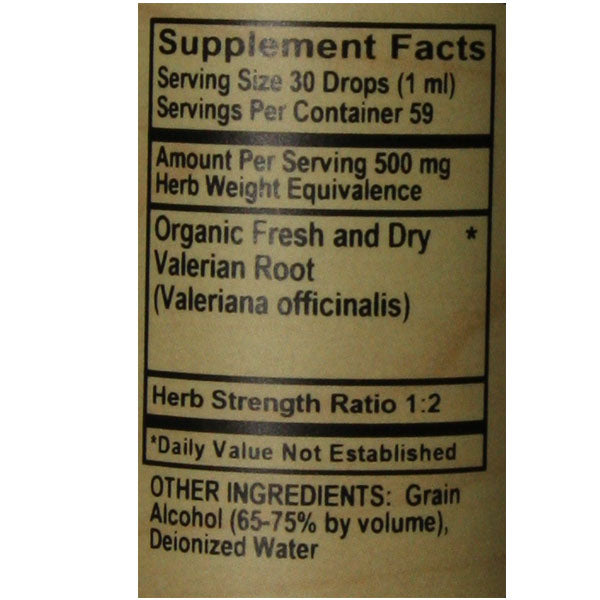 Supplement Facts
Serving Size 30 Drops (1 ml)
Servings Per Container 59
Amount Per Serving 500 mg
Herb Weight Equivalence
Organic Fresh and Dry *
Valerian Root
(Valeriana officinalis)
Herb Strength Ratio 1:2
*Daily Value Not Established
OTHER INGREDIENTS: Grain
Alcohol (65-75% by volume),
Deionized Water